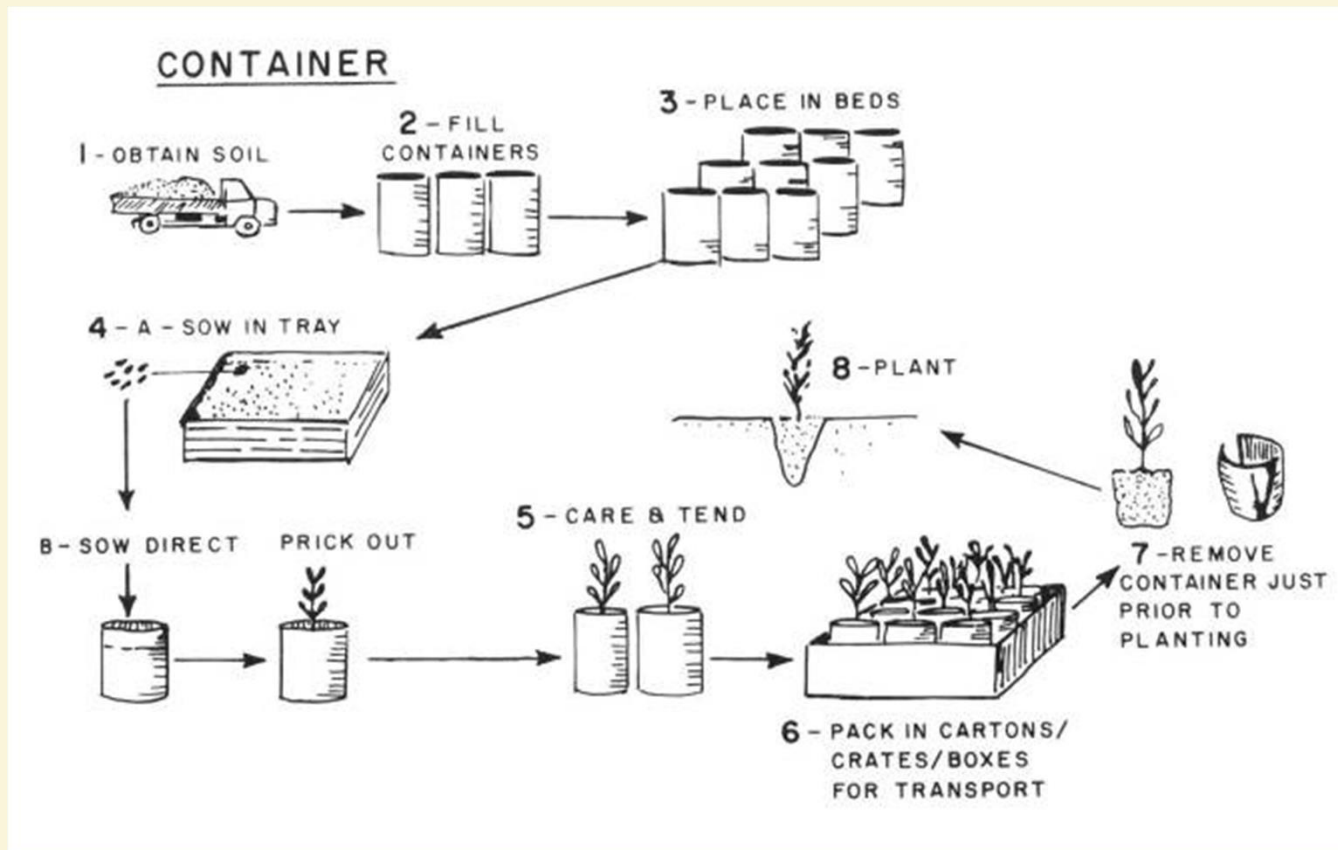 CONTAINER
1-OBTAIN SOIL
2-FILL
CONTAINERS
3-PLACE IN BEDS
4-A-SOW IN TRAY
B-SOW DIRECT
PRICK OUT
5-CARE & TEND
6-PACK IN CARTONS/
CRATES/BOXES
FOR TRANSPORT
7-REMOVE
CONTAINER JUST
PRIOR TO
PLANTING
8-PLANT